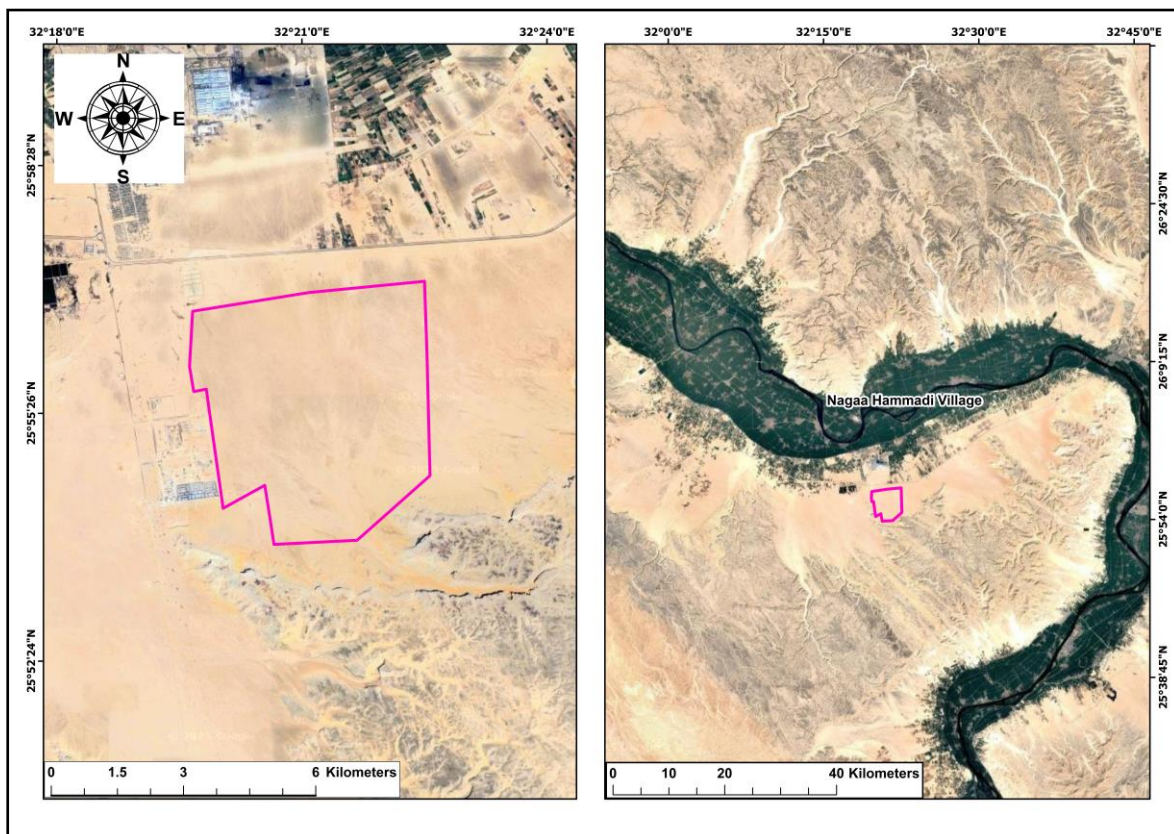 32°18'0"E 32°21'0"E 32°24'0"E
N
W E
S
25°58'28"N
25°55'26"N
25°52'24"N
0 1.5 3 6 Kilometers
32°0'0"E 32°15'0"E 32°30'0"E 32°45'0"E
26°24'30"N
26°9'15"N
Nagaa Hammadi Village
25°54'0"N
25°38'45"N
0 10 20 40 Kilometers